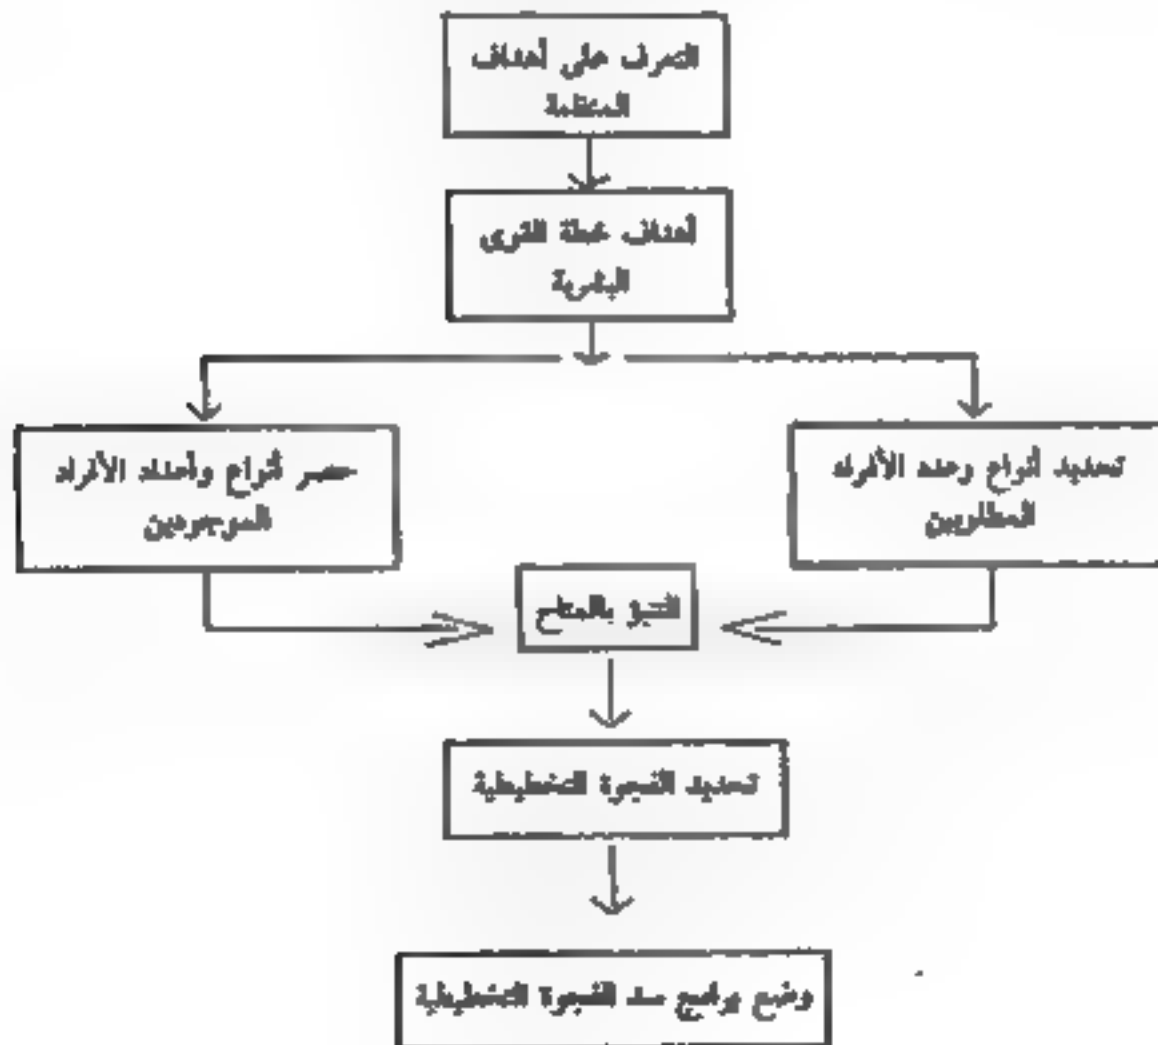 التعرف على أهداف
المنظمة
أهداف خطة القوى
البشرية
تحديد أنواع وعدد الأفراد
المطلوبين
حصر أنواع وأعداد الأفراد
الموجودين
التنبؤ بالمتاح
تحديد الفجوة التخطيطية
وضع برامج سد الفجوة التخطيطية